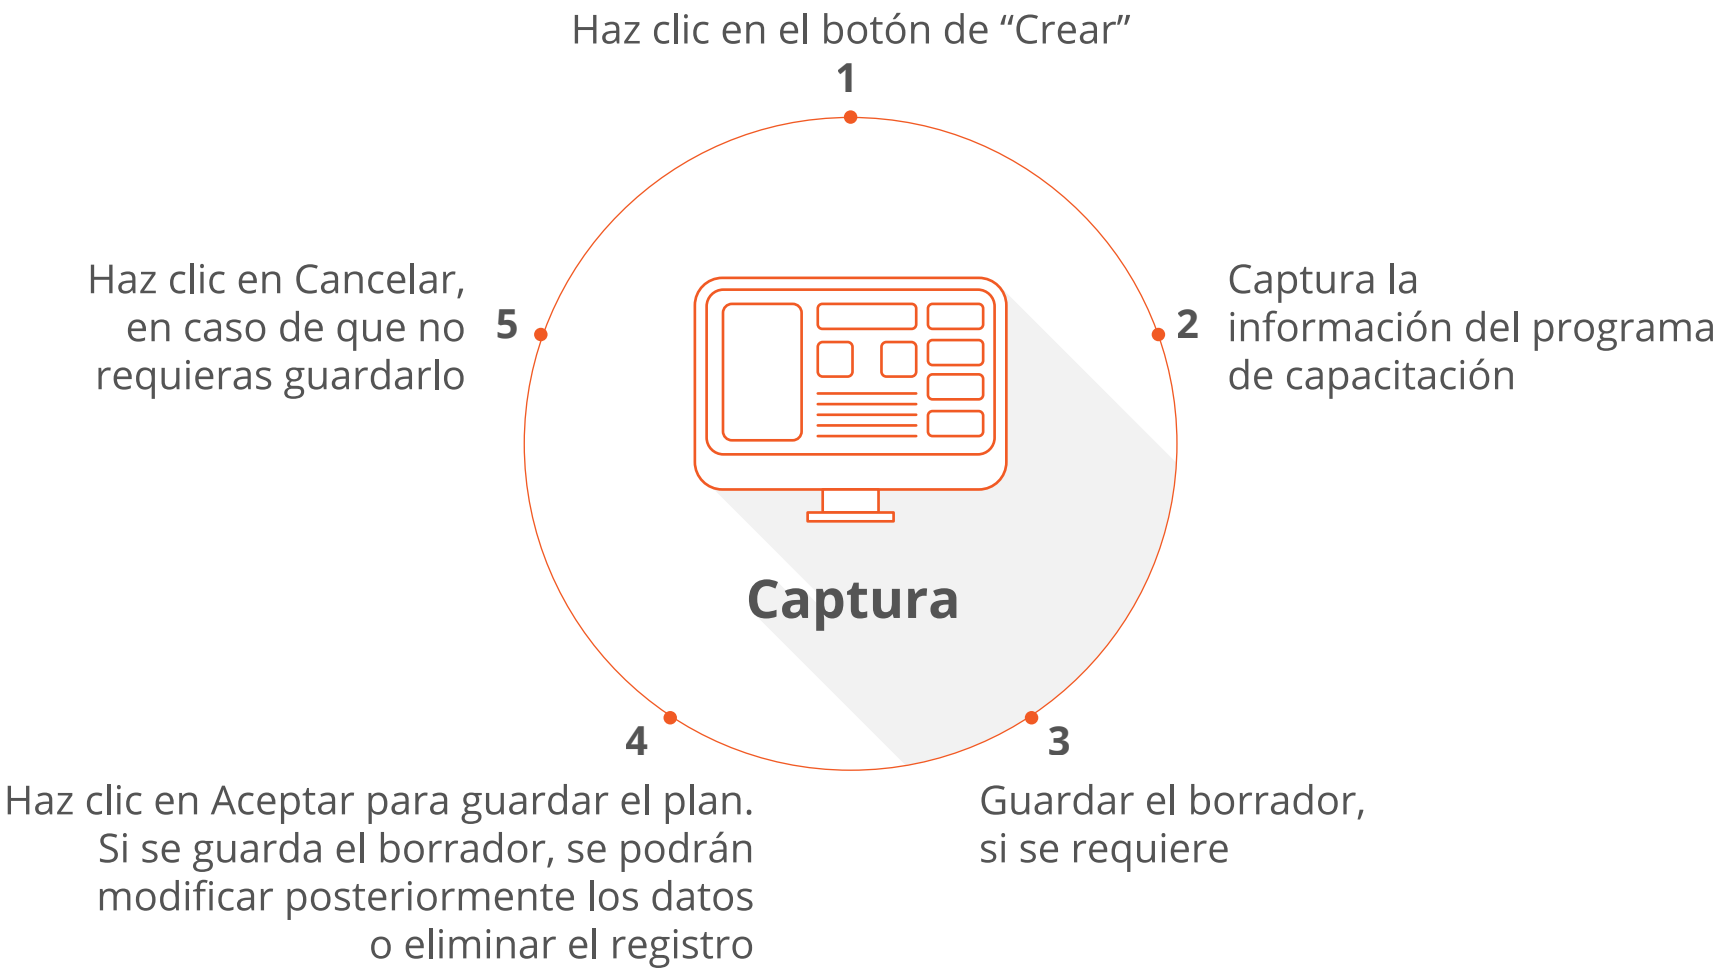 Haz clic en el botón de “Crear”
1
2
Captura la
información del programa
de capacitación
3
Guardar el borrador,
si se requiere
4
Haz clic en Aceptar para guardar el plan.
Si se guarda el borrador, se podrán
modificar posteriormente los datos
o eliminar el registro
5
Haz clic en Cancelar,
en caso de que no
requieras guardarlo
Captura